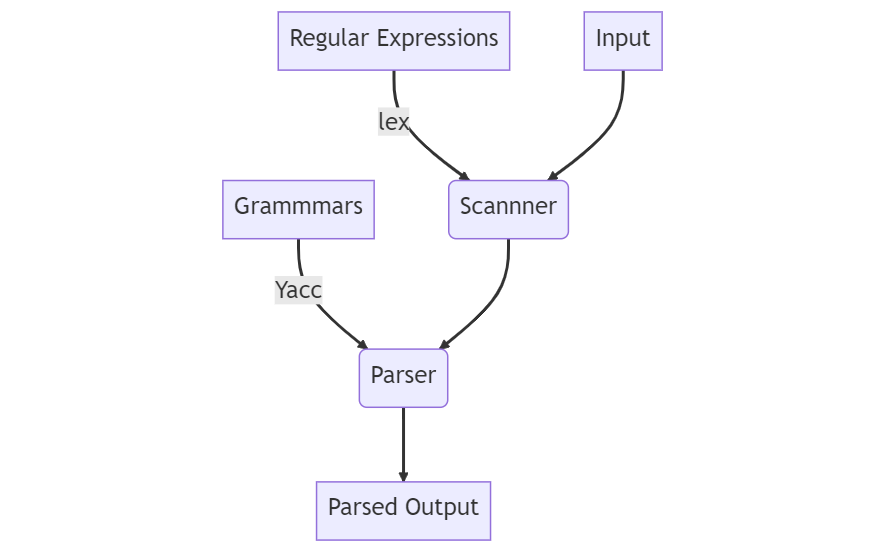 Regular Expressions
Input
lex
Grammmars
Scannner
Yacc
Parser
Parsed Output